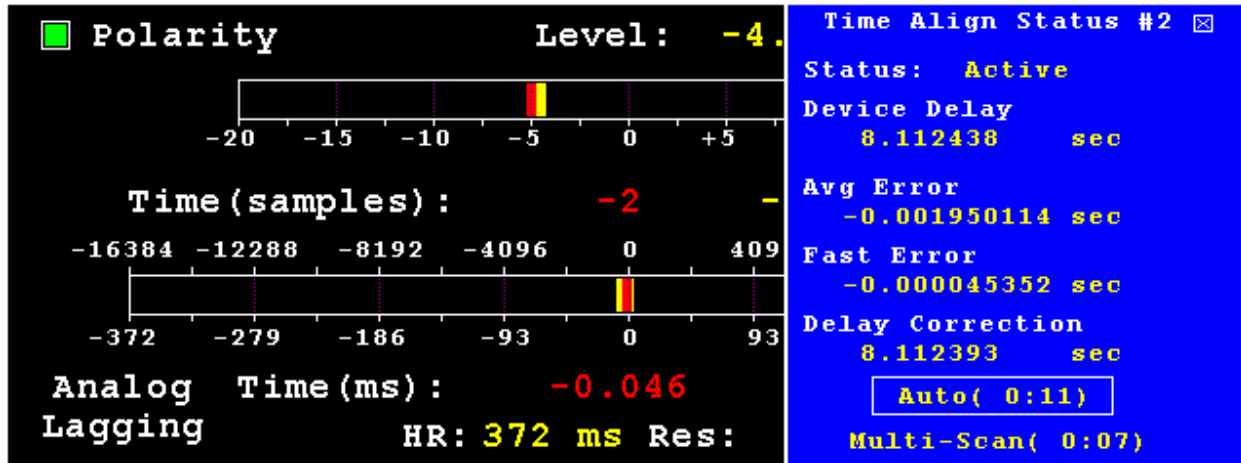 Polarity Level: -4.
-20 -15 -10 -5 0 +5
Time(samples): -2 -
-16384 -12288 -8192 -4096 0 409
-372 -279 -186 -93 0 93
Analog Time(ms): -0.046
Lagging HR: 372 ms Res:
Time Align Status #2
Status: Active
Device Delay
8.112438 sec
Avg Error
-0.001950114 sec
Fast Error
-0.000045352 sec
Delay Correction
8.112393 sec
Auto( 0:11)
Multi-Scan( 0:07)